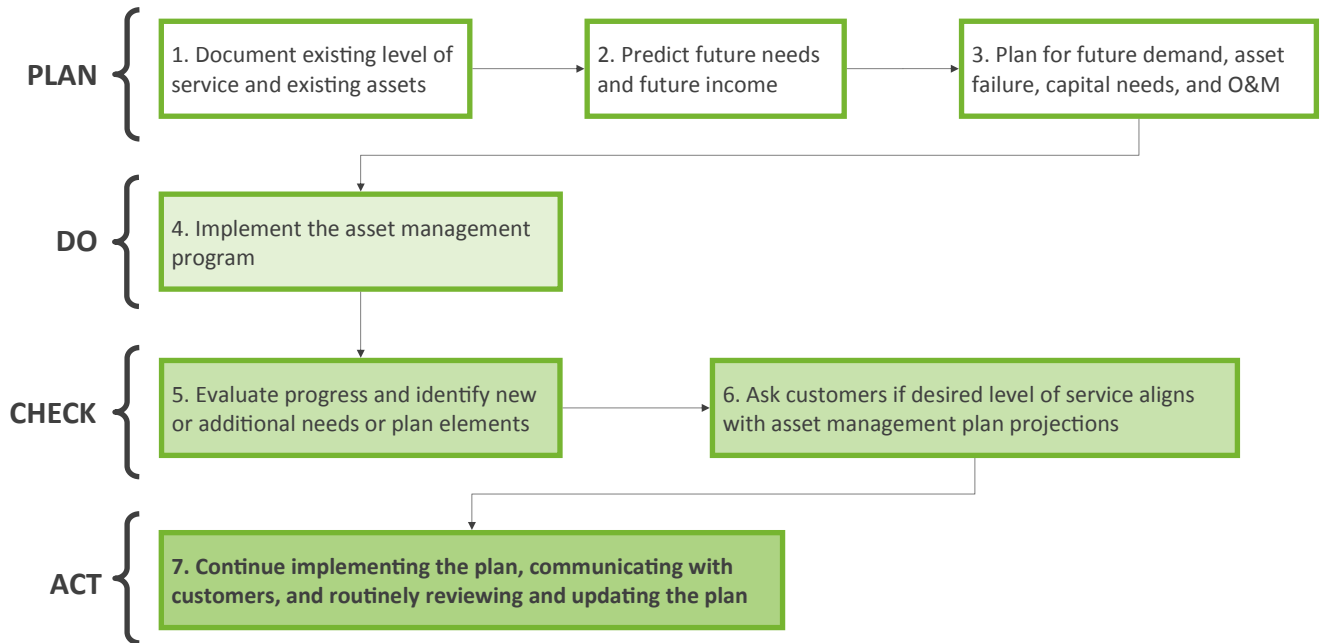 PLAN
1. Document existing level of
service and existing assets
2. Predict future needs
and future income
3. Plan for future demand, asset
failure, capital needs, and O&M
DO
4. Implement the asset management
program
CHECK
5. Evaluate progress and identify new
or additional needs or plan elements
6. Ask customers if desired level of service aligns
with asset management plan projections
ACT
7. Continue implementing the plan, communicating with
customers, and routinely reviewing and updating the plan